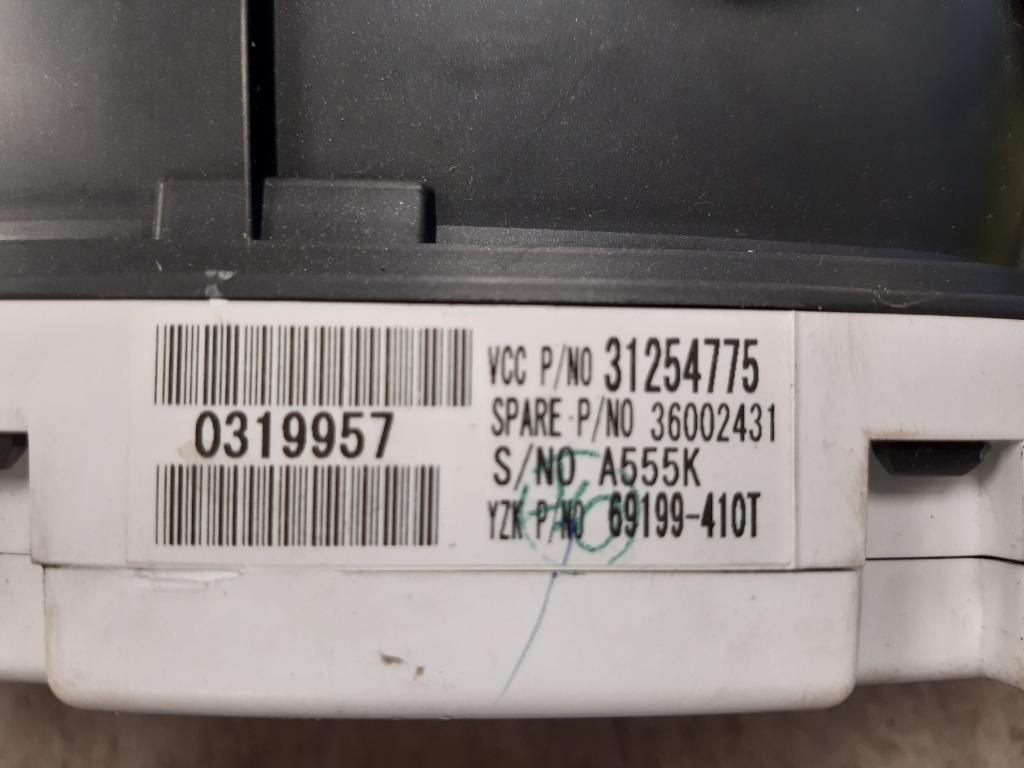 VCC P/NO 31254775
SPARE P/NO 36002431
0319957
S/NO A555K
YZK P/NO 69199-410T